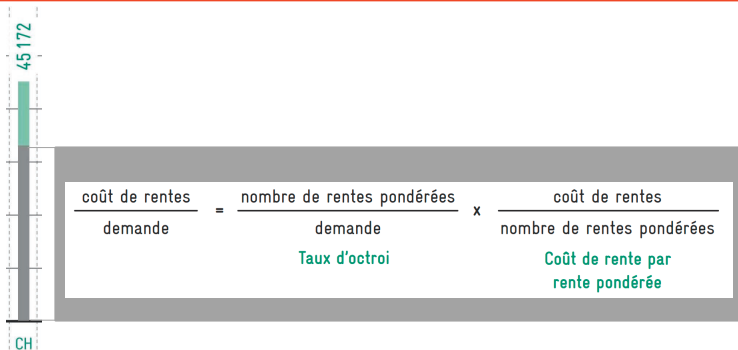 45 172
coût de rentes = nombre de rentes pondérées x coût de rentes
demande demande nombre de rentes pondérées
Taux d'octroi Coût de rente par
rente pondérée
CH